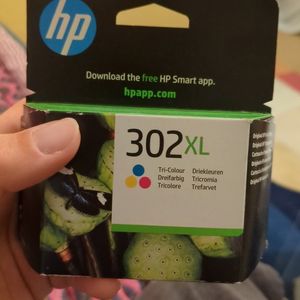 hp
Download the free HP Smart app.
hpapp.com
302XL
Tri-Colour Driekleuren
Dreifarbig Tricromia
Tricolore Trefarvet